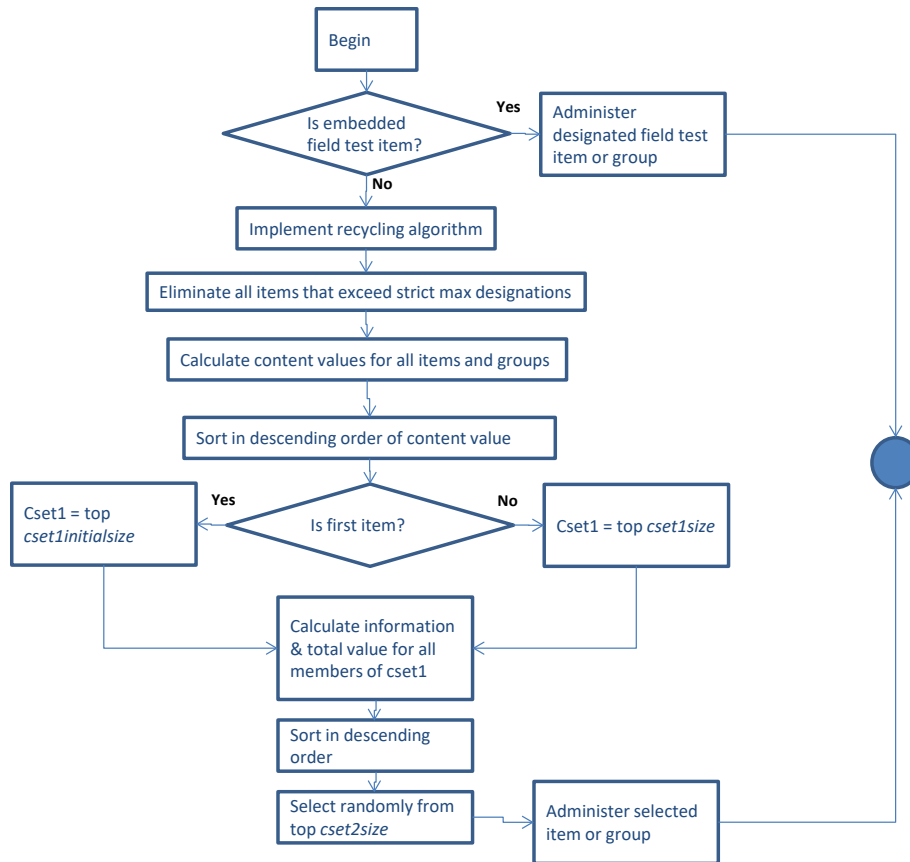 Begin
Is embedded
field test item?
Yes
Administer
designated field test
item or group
No
Implement recycling algorithm
Eliminate all items that exceed strict max designations
Calculate content values for all items and groups
Sort in descending order of content value
Yes
Is first item?
No
Cset1 = top
cset1initialsize
Cset1 = top cset1size
Calculate information
& total value for all
members of cset1
Sort in descending
order
Select randomly from
top cset2size
Administer selected
item or group